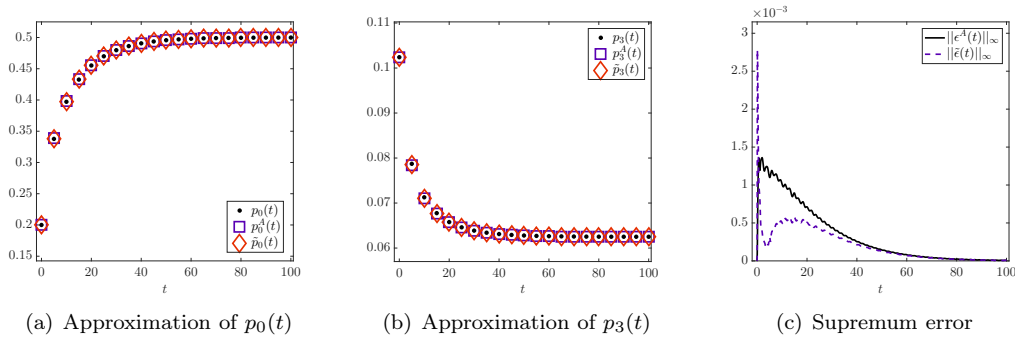 0.5
0.45
0.4
0.35
0.3
0.25
0.2
0.15
0 20 40 60 80 100
t
p₀(t)
p₀ᴬ(t)
p̃₀(t)
(a) Approximation of p₀(t)
0.11
0.1
0.09
0.08
0.07
0.06
0 20 40 60 80 100
t
p₃(t)
p₃ᴬ(t)
p̃₃(t)
(b) Approximation of p₃(t)
×10⁻³
3
2.5
2
1.5
1
0.5
0
0 20 40 60 80 100
t
||ϵᴬ(t)||∞
||ϵ̃(t)||∞
(c) Supremum error